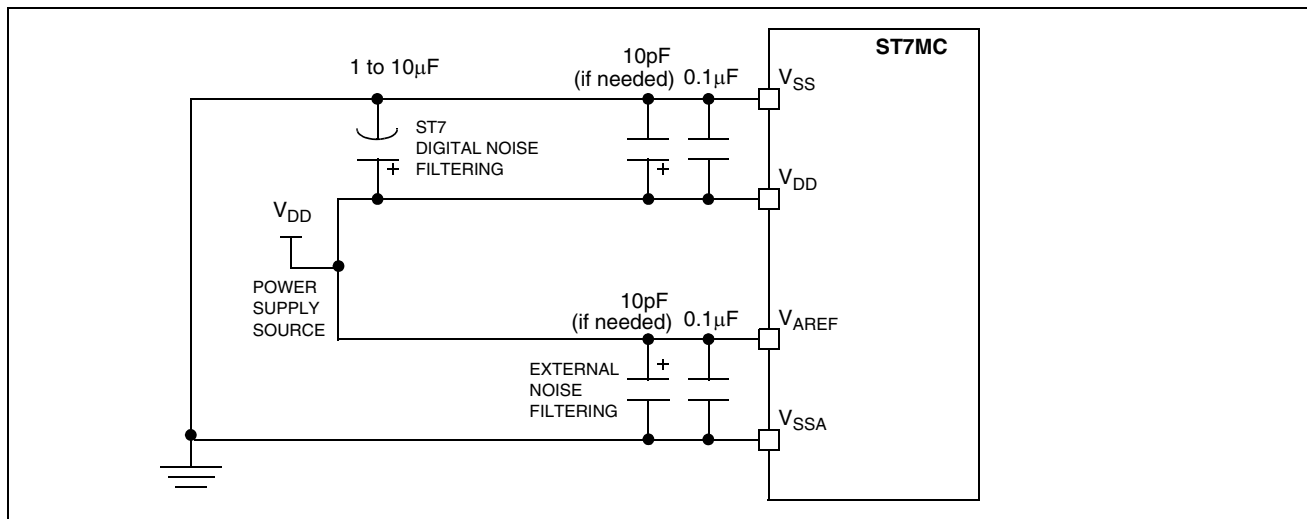 ST7MC
1 to 10μF
10pF
(if needed) 0.1μF
VSS
ST7
DIGITAL NOISE
FILTERING
+
+
VDD
VDD
POWER
SUPPLY
SOURCE
10pF
(if needed) 0.1μF
VAREF
EXTERNAL
NOISE
FILTERING
+
VSSA